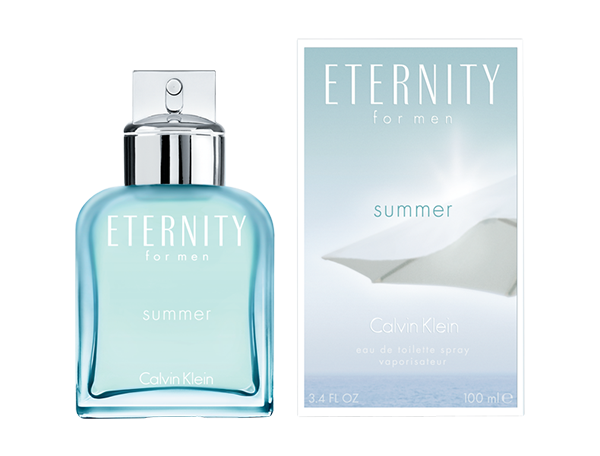 ETERNITY
for men
summer
Calvin Klein
ETERNITY
for men
summer
Calvin Klein
eau de toilette spray
vaporisateur
3.4 FL OZ 100 ml ℮